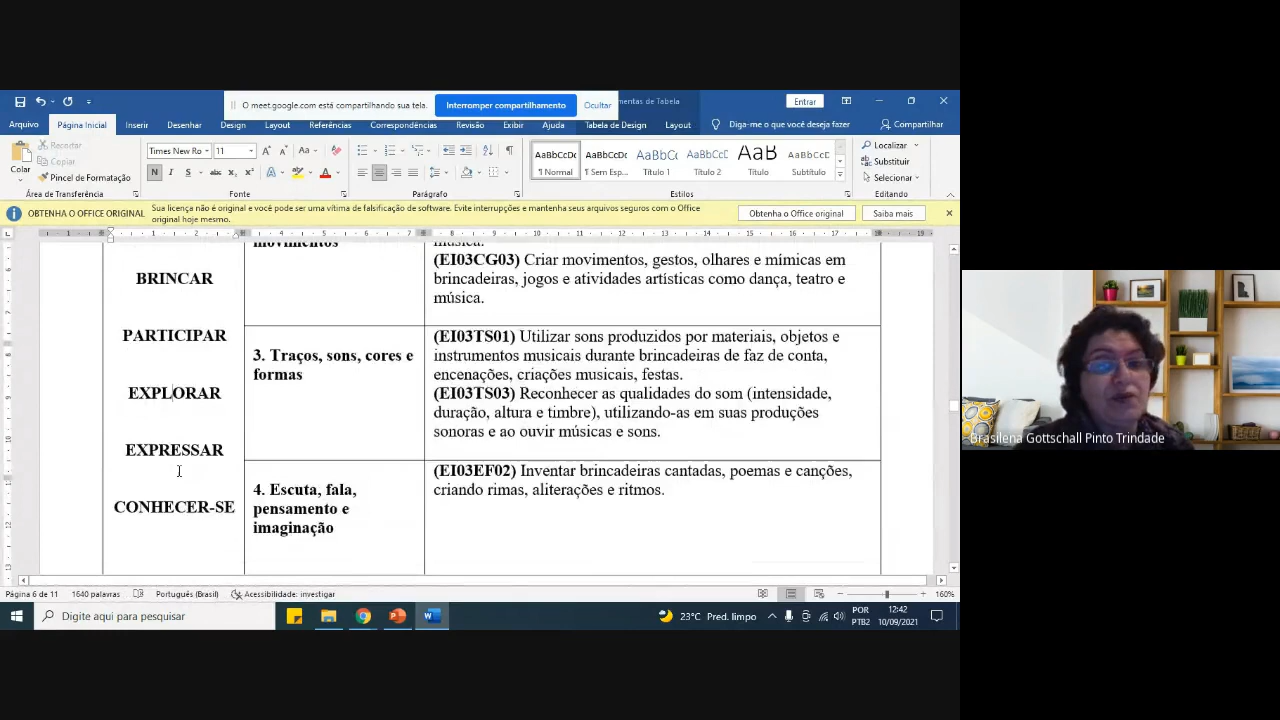 O meet.google.com está compartilhando sua tela.
Interromper compartilhamento
Ocultar
mentas de Tabela
Entrar
Arquivo
Página Inicial
Inserir
Desenhar
Design
Layout
Referências
Correspondências
Revisão
Exibir
Ajuda
Tabela de Design
Layout
Diga-me o que você deseja fazer
Compartilhar
Colar
Recortar
Copiar
Pincel de Formatação
Área de Transferência
Times New Ro
11
N I S abc x₂ x²
Fonte
Parágrafo
AaBbCcDc
¶ Normal
AaBbCcDc
¶ Sem Esp...
AaBbC
Título 1
AaBbCcC
Título 2
AaB
Título
AaBbCcD
Subtítulo
Estilos
Localizar
Substituir
Selecionar
Editando
OBTENHA O OFFICE ORIGINAL
Sua licença não é original e você pode ser uma vítima de falsificação de software. Evite interrupções e mantenha seus arquivos seguros com o Office
original hoje mesmo.
Obtenha o Office original
Saiba mais
BRINCAR
PARTICIPAR
EXPLORAR
EXPRESSAR
CONHECER-SE
movimentos
3. Traços, sons, cores e
formas
4. Escuta, fala,
pensamento e
imaginação
música.
(EI03CG03) Criar movimentos, gestos, olhares e mímicas em
brincadeiras, jogos e atividades artísticas como dança, teatro e
música.
(EI03TS01) Utilizar sons produzidos por materiais, objetos e
instrumentos musicais durante brincadeiras de faz de conta,
encenações, criações musicais, festas.
(EI03TS03) Reconhecer as qualidades do som (intensidade,
duração, altura e timbre), utilizando-as em suas produções
sonoras e ao ouvir músicas e sons.
(EI03EF02) Inventar brincadeiras cantadas, poemas e canções,
criando rimas, aliterações e ritmos.
Brasilena Gottschall Pinto Trindade
Página 6 de 11
1640 palavras
Português (Brasil)
Acessibilidade: investigar
160%
Digite aqui para pesquisar
23°C Pred. limpo
POR
PTB2
12:42
10/09/2021